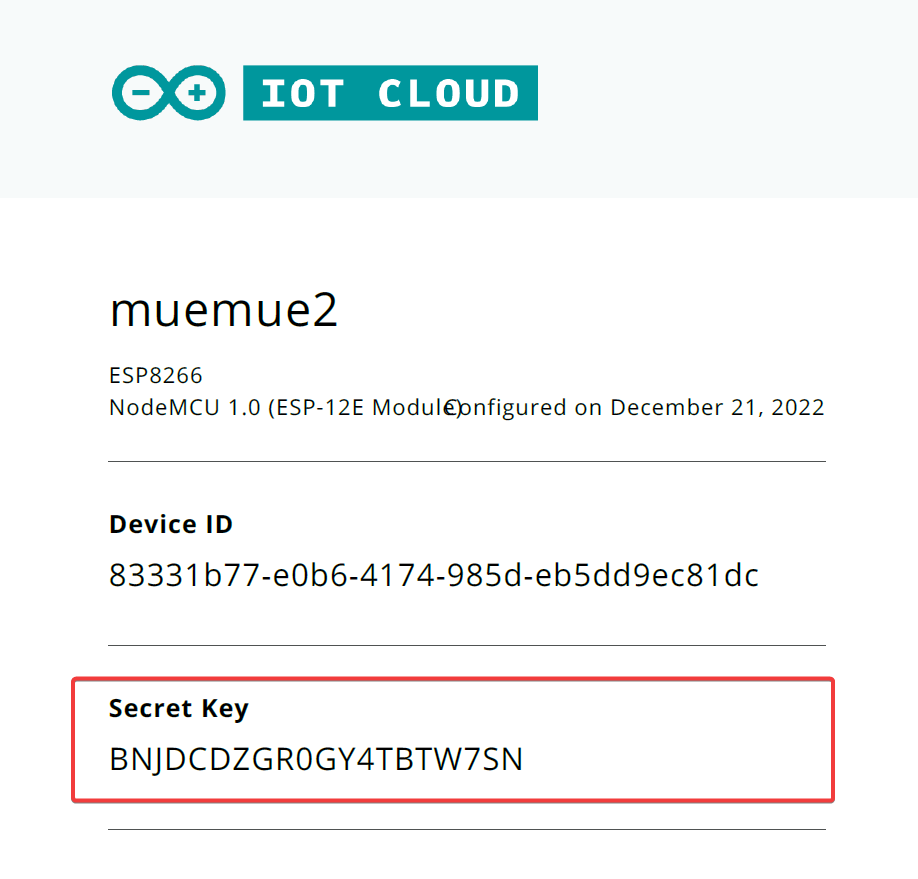 IOT CLOUD
muemue2
ESP8266
NodeMCU 1.0 (ESP-12E Module)
Configured on December 21, 2022
Device ID
83331b77-e0b6-4174-985d-eb5dd9ec81dc
Secret Key
BNJDCDZGR0GY4TBTW7SN